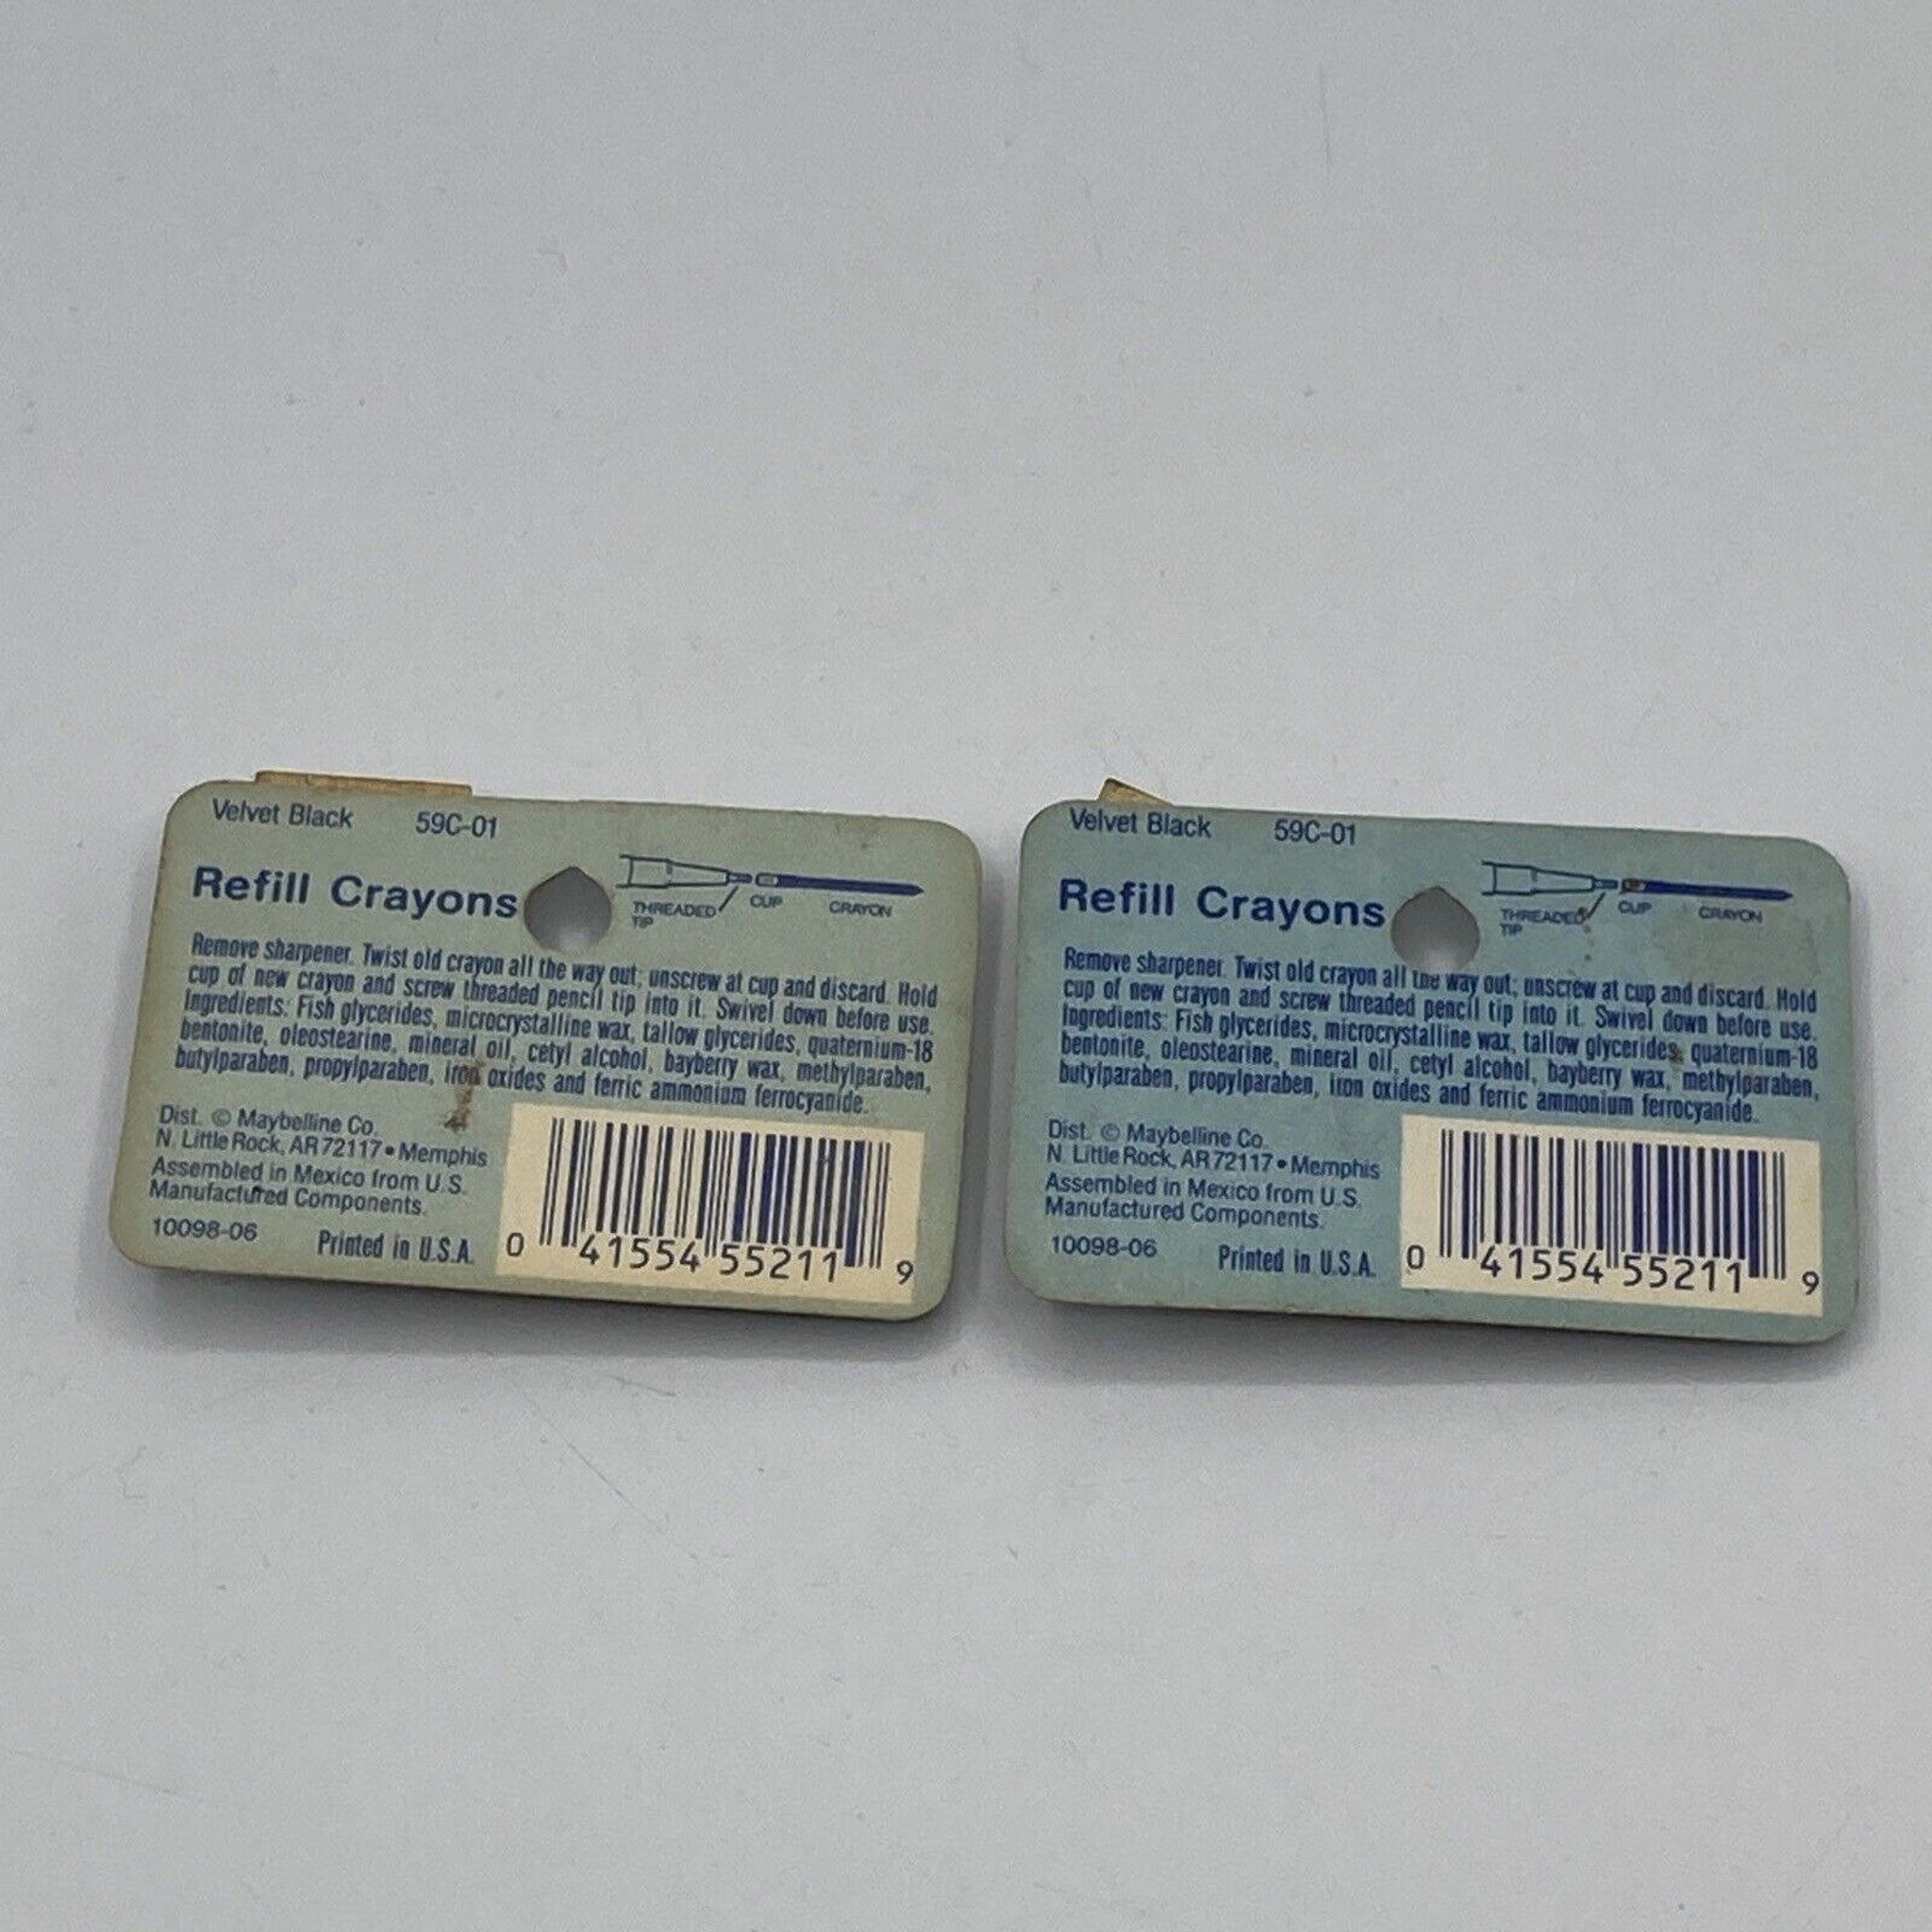 Velvet Black 59C-01
Refill Crayons
THREADED TIP
CUP
CRAYON
Remove sharpener. Twist old crayon all the way out; unscrew at cup and discard. Hold
cup of new crayon and screw threaded pencil tip into it. Swivel down before use.
Ingredients: Fish glycerides, microcrystalline wax, tallow glycerides, quaternium-18
bentonite, oleostearine, mineral oil, cetyl alcohol, bayberry wax, methylparaben,
butylparaben, propylparaben, iron oxides and ferric ammonium ferrocyanide.
Dist. © Maybelline Co.
N. Little Rock, AR 72117 • Memphis
Assembled in Mexico from U.S.
Manufactured Components.
10098-06 Printed in U.S.A.
0 41554 55211 9
Velvet Black 59C-01
Refill Crayons
THREADED TIP
CUP
CRAYON
Remove sharpener. Twist old crayon all the way out; unscrew at cup and discard. Hold
cup of new crayon and screw threaded pencil tip into it. Swivel down before use.
Ingredients: Fish glycerides, microcrystalline wax, tallow glycerides, quaternium-18
bentonite, oleostearine, mineral oil, cetyl alcohol, bayberry wax, methylparaben,
butylparaben, propylparaben, iron oxides and ferric ammonium ferrocyanide.
Dist. © Maybelline Co.
N. Little Rock, AR 72117 • Memphis
Assembled in Mexico from U.S.
Manufactured Components.
10098-06 Printed in U.S.A.
0 41554 55211 9